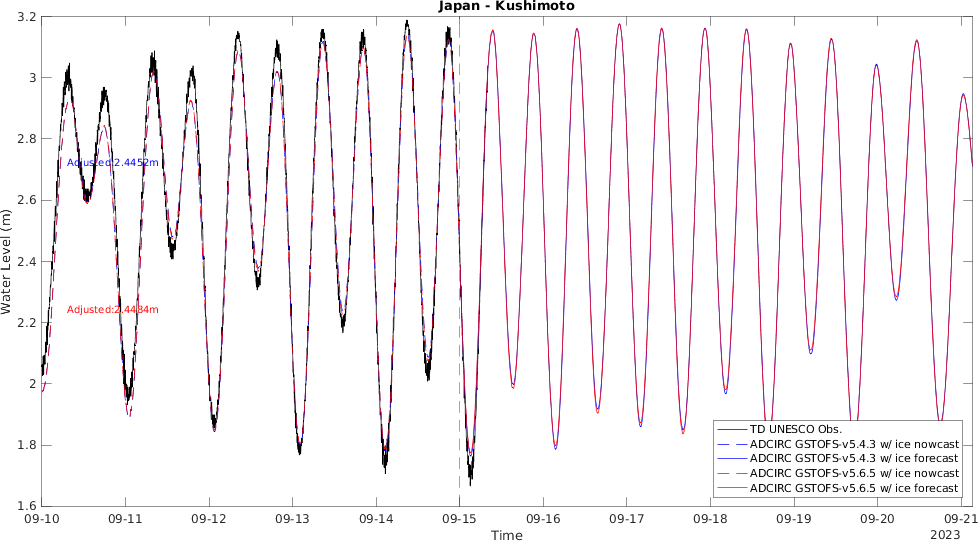 Japan - Kushimoto
3.2
3
2.8
2.6
2.4
2.2
2
1.8
1.6
Water Level (m)
Adjusted:2.4452m
Adjusted:2.4484m
TD UNESCO Obs.
ADCIRC GSTOFS-v5.4.3 w/ ice nowcast
ADCIRC GSTOFS-v5.4.3 w/ ice forecast
ADCIRC GSTOFS-v5.6.5 w/ ice nowcast
ADCIRC GSTOFS-v5.6.5 w/ ice forecast
09-10 09-11 09-12 09-13 09-14 09-15 09-16 09-17 09-18 09-19 09-20 09-21
Time
2023